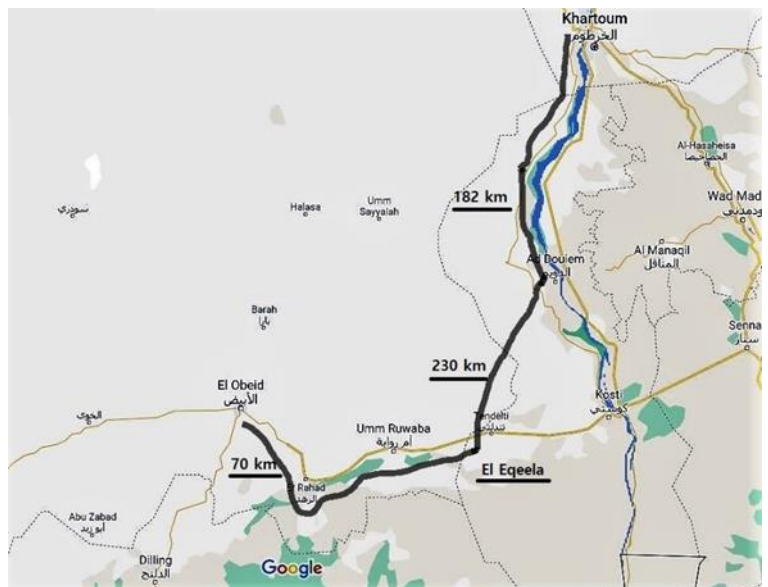 Khartoum
الخرطوم
Al-Hasaheisa
الحصاحيصا
182 km
سودري
Halasa
Umm
Sayyalah
Wad Mad
ودمدني
Al Manaqil
المناقل
Ad Douiem
الدويم
Barah
بارا
Senna
سنار
230 km
El Obeid
الأبيض
الخوي
Kosti
كوستي
Tendelti
تندلتي
Umm Ruwaba
أم روابة
70 km
El Eqeela
Er Rahad
الرهد
Abu Zabad
أبو زبد
Dilling
الدلنج
Google